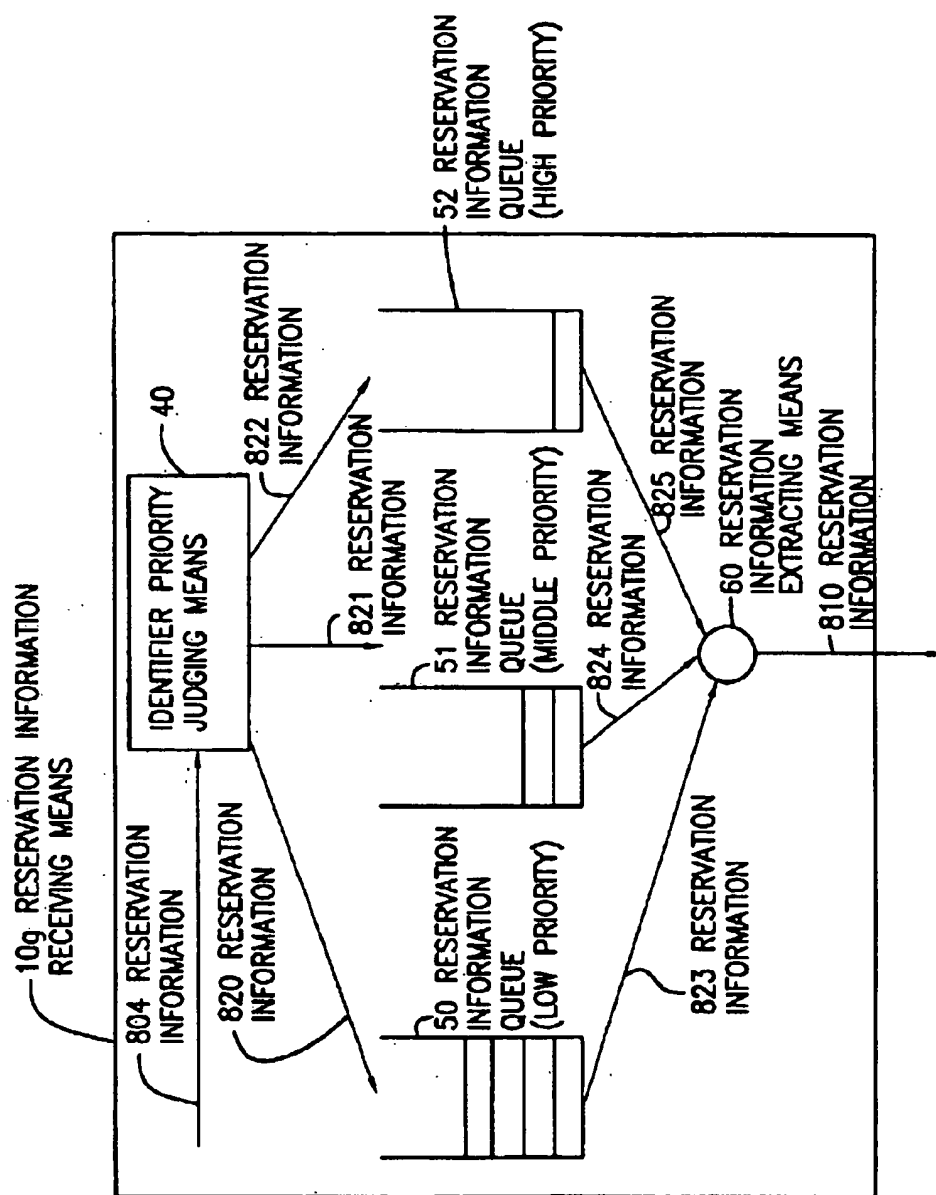 10g RESERVATION INFORMATION
RECEIVING MEANS
804 RESERVATION
INFORMATION
IDENTIFIER PRIORITY
JUDGING MEANS
40
820 RESERVATION
INFORMATION
821 RESERVATION
INFORMATION
822 RESERVATION
INFORMATION
50 RESERVATION
INFORMATION
QUEUE
(LOW PRIORITY)
51 RESERVATION
INFORMATION
QUEUE
(MIDDLE PRIORITY)
52 RESERVATION
INFORMATION
QUEUE
(HIGH PRIORITY)
823 RESERVATION
INFORMATION
824 RESERVATION
INFORMATION
825 RESERVATION
INFORMATION
60 RESERVATION
INFORMATION
EXTRACTING MEANS
810 RESERVATION
INFORMATION